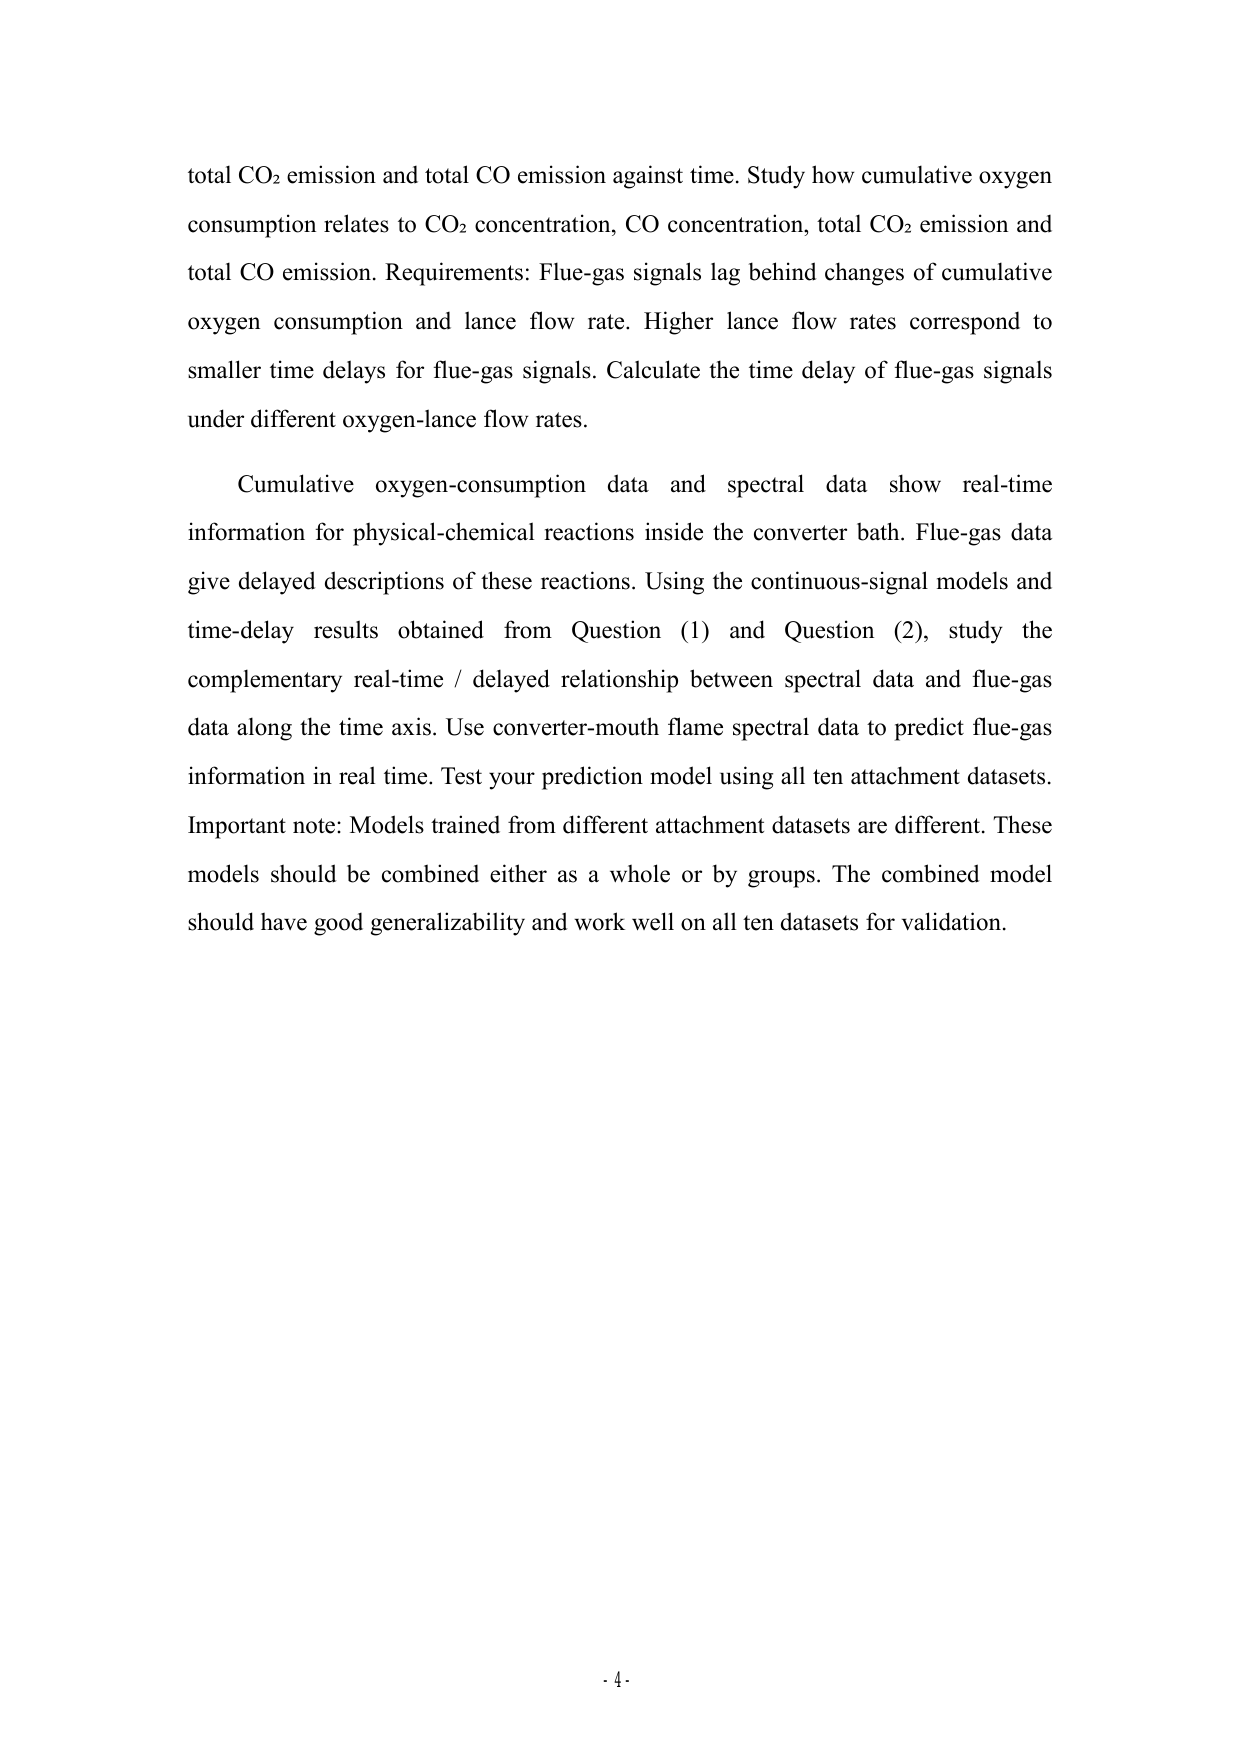 total CO₂ emission and total CO emission against time. Study how cumulative oxygen
consumption relates to CO₂ concentration, CO concentration, total CO₂ emission and
total CO emission. Requirements: Flue-gas signals lag behind changes of cumulative
oxygen consumption and lance flow rate. Higher lance flow rates correspond to
smaller time delays for flue-gas signals. Calculate the time delay of flue-gas signals
under different oxygen-lance flow rates.
Cumulative oxygen-consumption data and spectral data show real-time
information for physical-chemical reactions inside the converter bath. Flue-gas data
give delayed descriptions of these reactions. Using the continuous-signal models and
time-delay results obtained from Question (1) and Question (2), study the
complementary real-time / delayed relationship between spectral data and flue-gas
data along the time axis. Use converter-mouth flame spectral data to predict flue-gas
information in real time. Test your prediction model using all ten attachment datasets.
Important note: Models trained from different attachment datasets are different. These
models should be combined either as a whole or by groups. The combined model
should have good generalizability and work well on all ten datasets for validation.
- 4 -